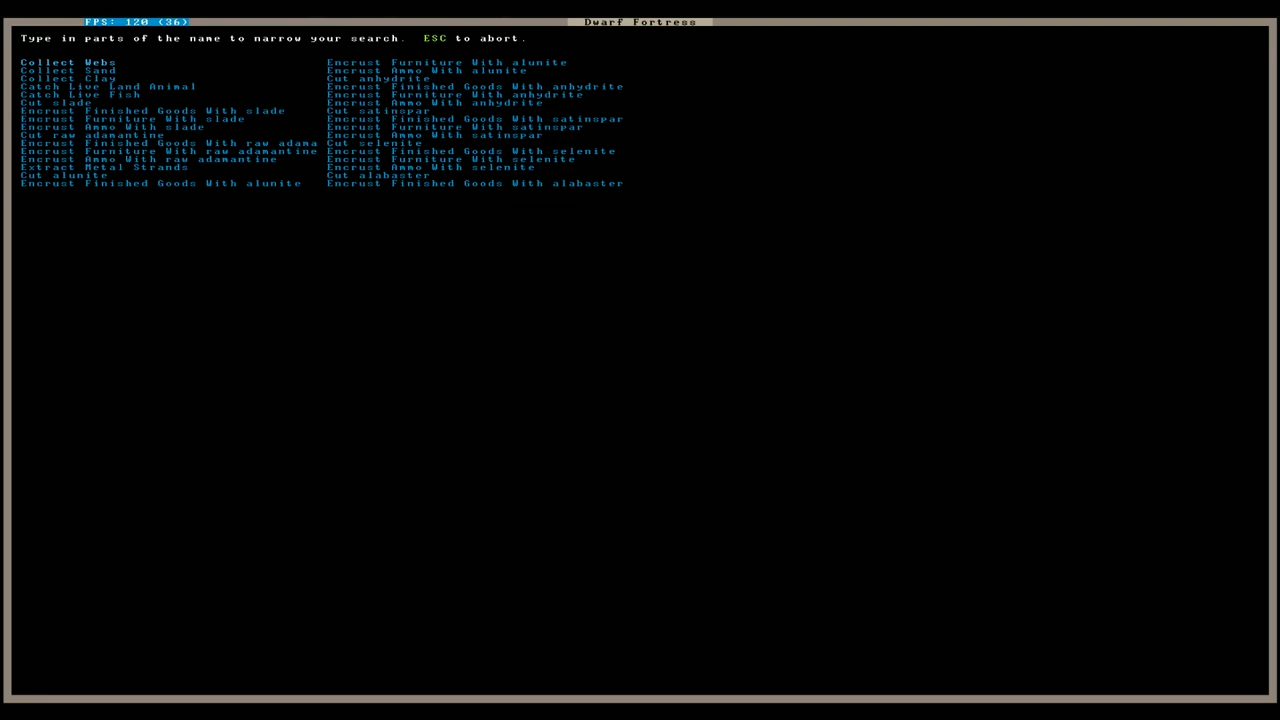 FPS: 120 (36)
Dwarf Fortress
Type in parts of the name to narrow your search. ESC to abort.
Collect Webs
Collect Sand
Collect Clay
Catch Live Land Animal
Catch Live Fish
Cut slade
Encrust Finished Goods With slade
Encrust Furniture With slade
Encrust Ammo With slade
Cut raw adamantine
Encrust Finished Goods With raw adama
Encrust Furniture With raw adamantine
Encrust Ammo With raw adamantine
Extract Metal Strands
Cut alunite
Encrust Finished Goods With alunite
Encrust Furniture With alunite
Encrust Ammo With alunite
Cut anhydrite
Encrust Finished Goods With anhydrite
Encrust Furniture With anhydrite
Encrust Ammo With anhydrite
Cut satinspar
Encrust Finished Goods With satinspar
Encrust Furniture With satinspar
Encrust Ammo With satinspar
Cut selenite
Encrust Finished Goods With selenite
Encrust Furniture With selenite
Encrust Ammo With selenite
Cut alabaster
Encrust Finished Goods With alabaster